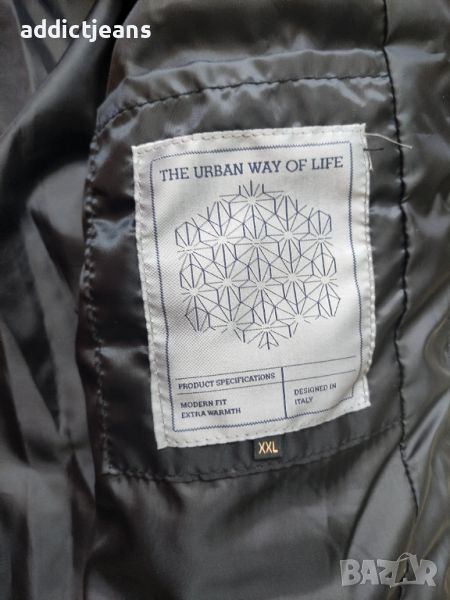 addictjeans
THE URBAN WAY OF LIFE
PRODUCT SPECIFICATIONS
MODERN FIT
EXTRA WARMTH
DESIGNED IN
ITALY
XXL
BAZAR